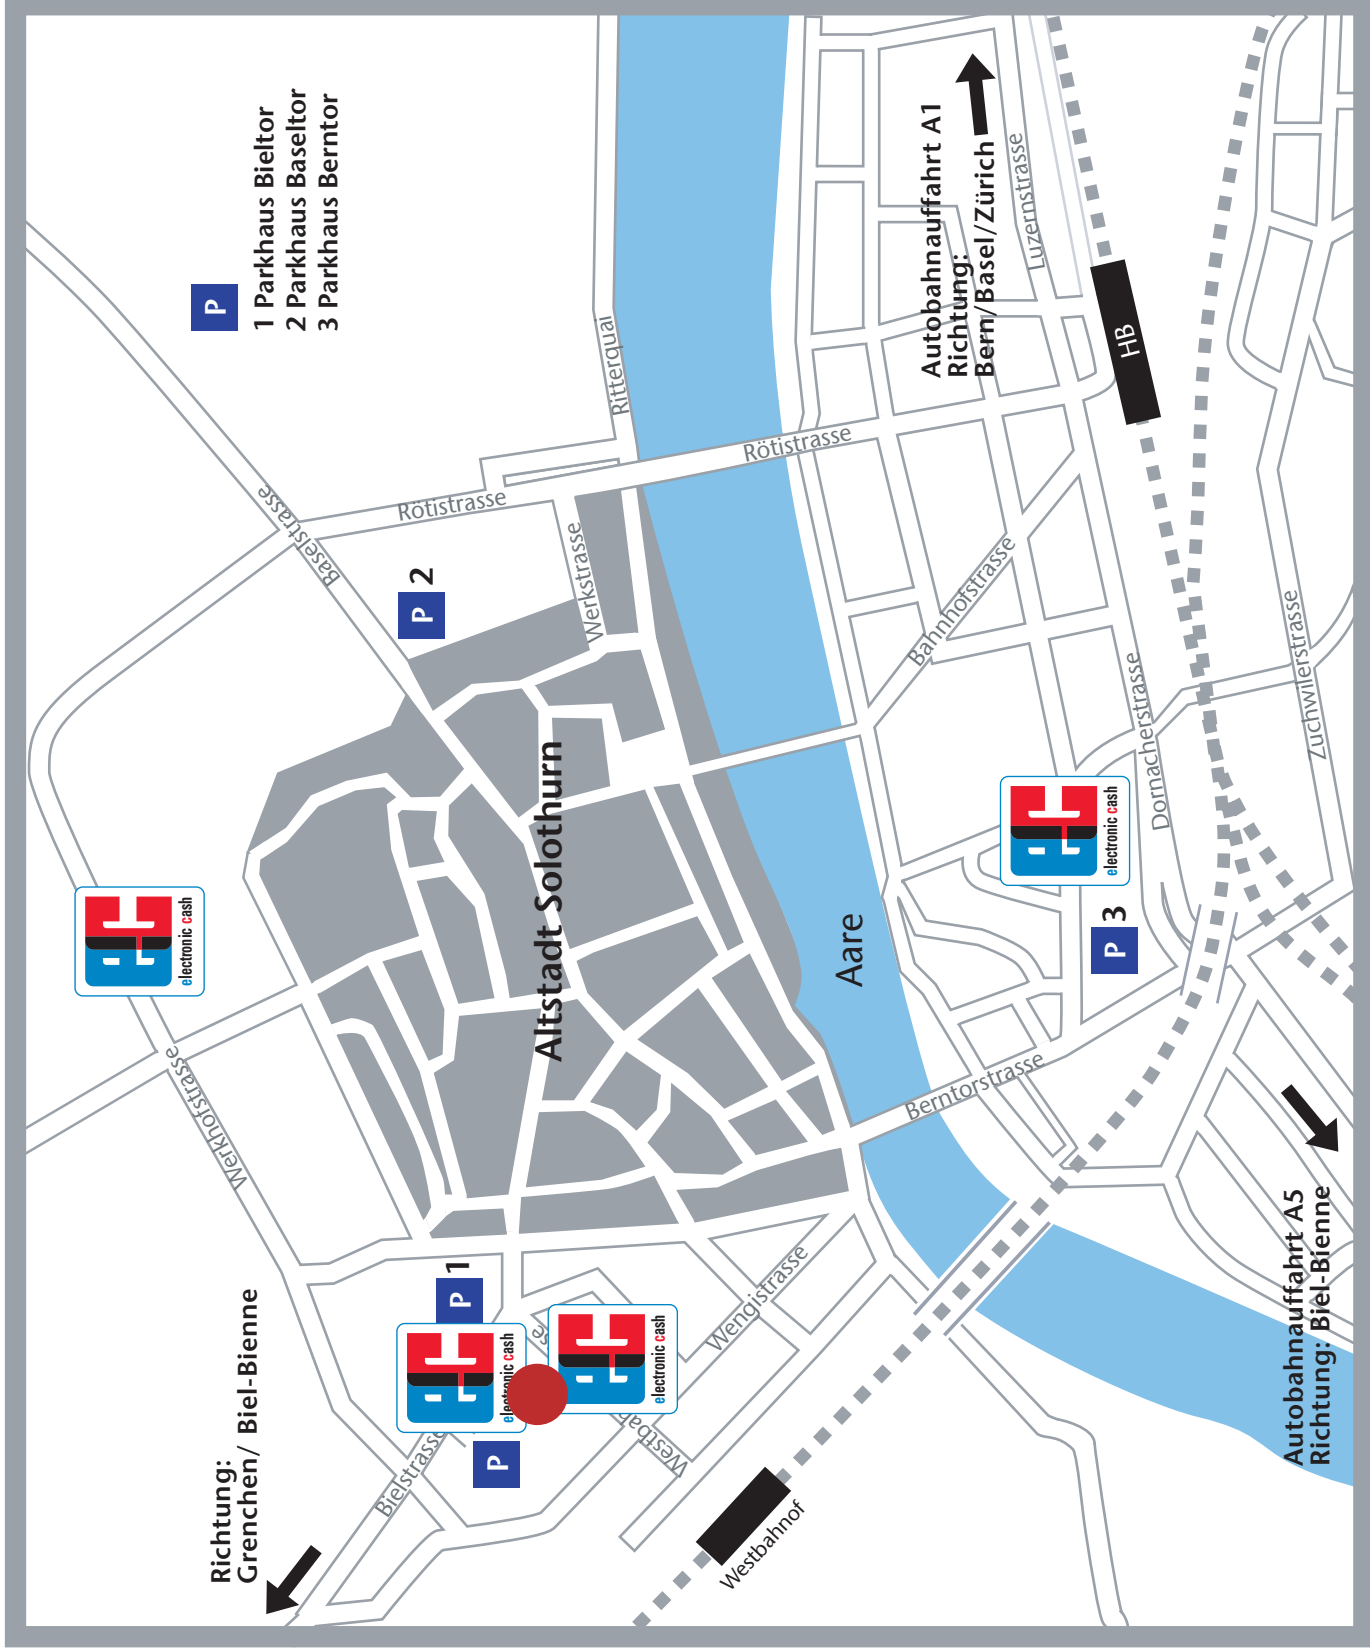 P
1 Parkhaus Bieltor
2 Parkhaus Baseltor
3 Parkhaus Berntor
Baselstrasse
Rötistrasse
Ritterquai
Rötistrasse
P 2
Werkstrasse
Autobahnauffahrt A1
Richtung:
Bern/Basel/Zürich
Luzernstrasse
HB
Bahnhofstrasse
Dornacherstrasse
Zuchwilerstrasse
Altstadt Solothurn
Aare
electronic cash
electronic cash
P 3
Werkhofstrasse
Berntorstrasse
Richtung:
Grenchen/ Biel-Bienne
P 1
electronic cash
electronic cash
P
Bielstrasse
Wengistrasse
Westbahnhof
Autobahnauffahrt A5
Richtung: Biel-Bienne